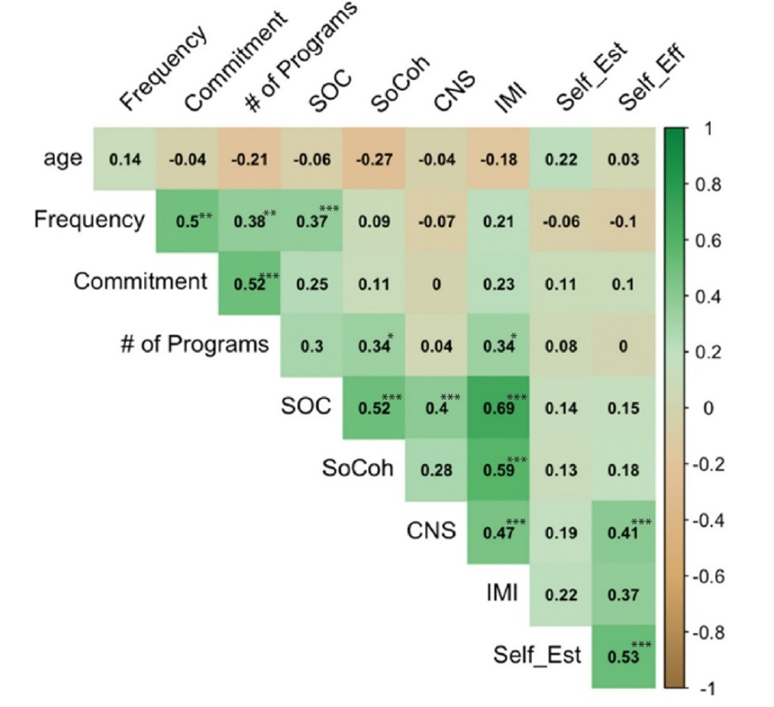 Frequency Commitment # of Programs SOC SoCoh CNS IMI Self_Est Self_Eff
age 0.14 -0.04 -0.21 -0.06 -0.27 -0.04 -0.18 0.22 0.03
Frequency 0.5** 0.38** 0.37*** 0.09 -0.07 0.21 -0.06 -0.1
Commitment 0.52*** 0.25 0.11 0 0.23 0.11 0.1
# of Programs 0.3 0.34* 0.04 0.34* 0.08 0
SOC 0.52*** 0.4*** 0.69*** 0.14 0.15
SoCoh 0.28 0.59*** 0.13 0.18
CNS 0.47*** 0.19 0.41***
IMI 0.22 0.37
Self_Est 0.53***
1
0.8
0.6
0.4
0.2
0
-0.2
-0.4
-0.6
-0.8
-1